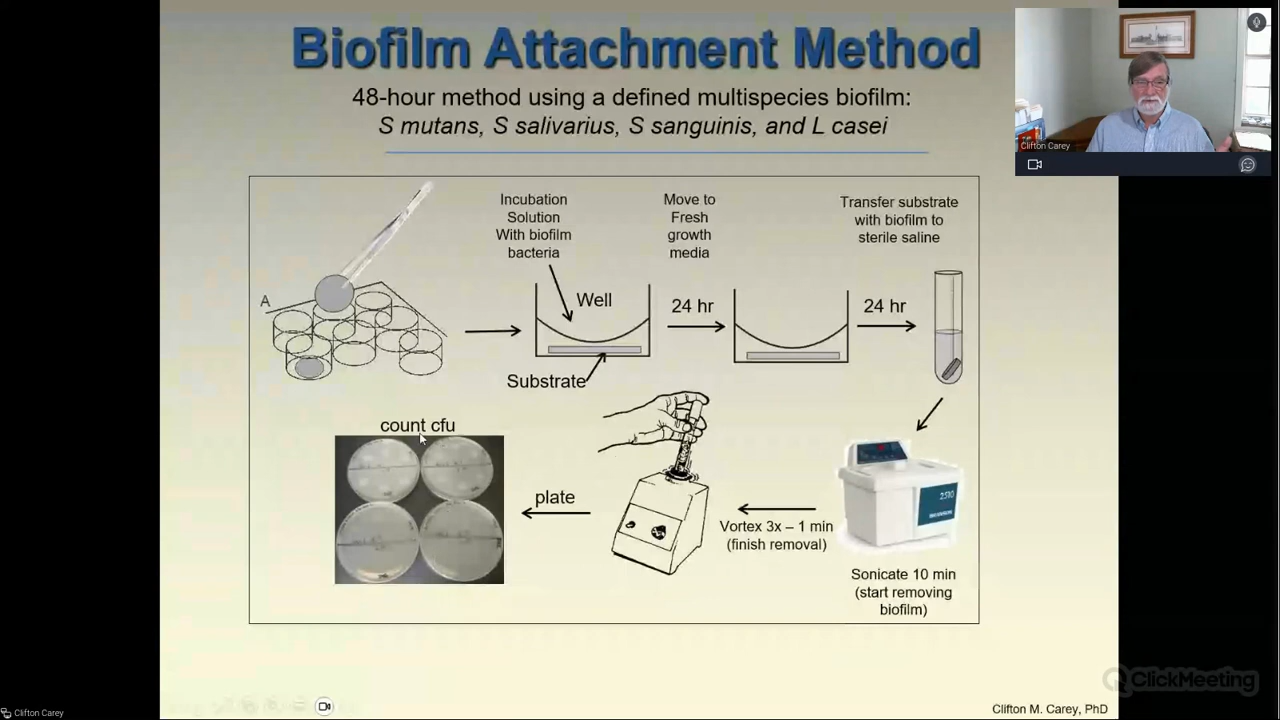 Biofilm Attachment Method
48-hour method using a defined multispecies biofilm:
S mutans, S salivarius, S sanguinis, and L casei
Clifton Carey
A
Incubation
Solution
With biofilm
bacteria
Well
Substrate
24 hr
Move to
Fresh
growth
media
24 hr
Transfer substrate
with biofilm to
sterile saline
2510
Sonicate 10 min
(start removing
biofilm)
Vortex 3x – 1 min
(finish removal)
plate
count cfu
ClickMeeting
Clifton M. Carey, PhD
Clifton Carey